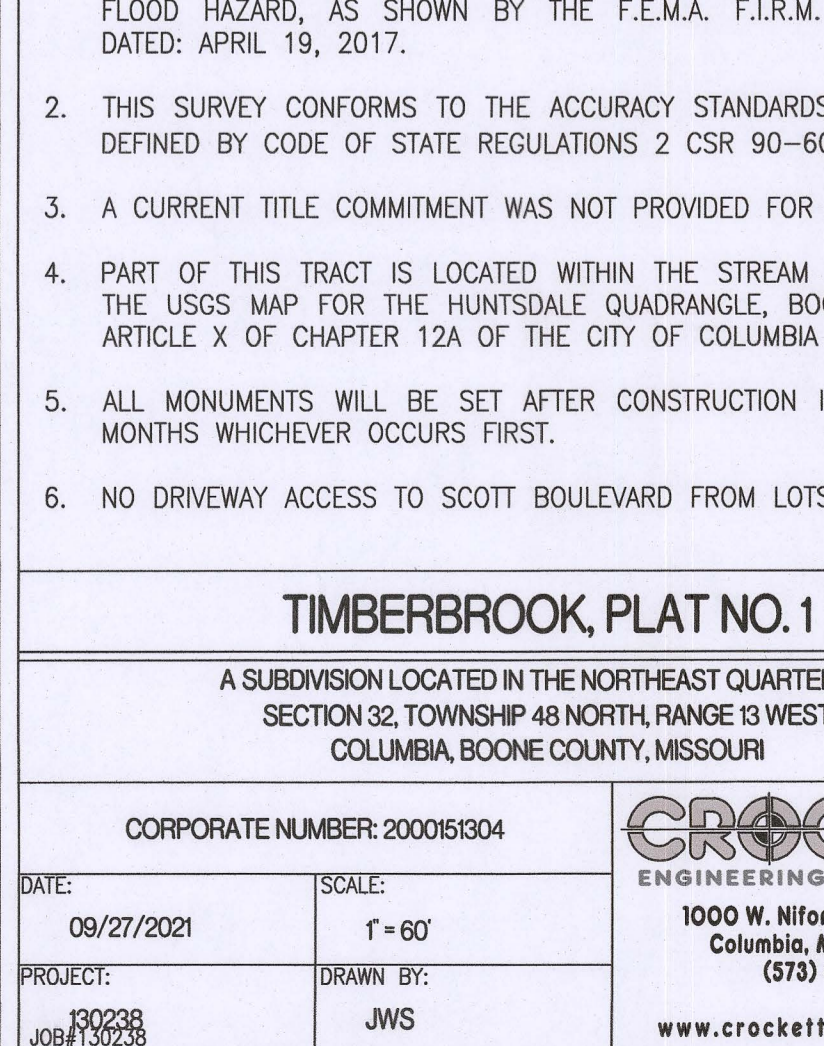 FLOOD HAZARD, AS SHOWN BY THE F.E.M.A. F.I.R.M.
DATED: APRIL 19, 2017.
2. THIS SURVEY CONFORMS TO THE ACCURACY STANDARDS
DEFINED BY CODE OF STATE REGULATIONS 2 CSR 90-60
3. A CURRENT TITLE COMMITMENT WAS NOT PROVIDED FOR
4. PART OF THIS TRACT IS LOCATED WITHIN THE STREAM
THE USGS MAP FOR THE HUNTSDALE QUADRANGLE, BOO
ARTICLE X OF CHAPTER 12A OF THE CITY OF COLUMBIA
5. ALL MONUMENTS WILL BE SET AFTER CONSTRUCTION I
MONTHS WHICHEVER OCCURS FIRST.
6. NO DRIVEWAY ACCESS TO SCOTT BOULEVARD FROM LOTS
TIMBERBROOK, PLAT NO. 1
A SUBDIVISION LOCATED IN THE NORTHEAST QUARTE
SECTION 32, TOWNSHIP 48 NORTH, RANGE 13 WEST
COLUMBIA, BOONE COUNTY, MISSOURI
CORPORATE NUMBER: 2000151304
DATE:
09/27/2021
SCALE:
1" = 60'
PROJECT:
130238
JOB#130238
DRAWN BY:
JWS
CROC
ENGINEERING
1000 W. Nifo
Columbia, M
(573)
www.crockett